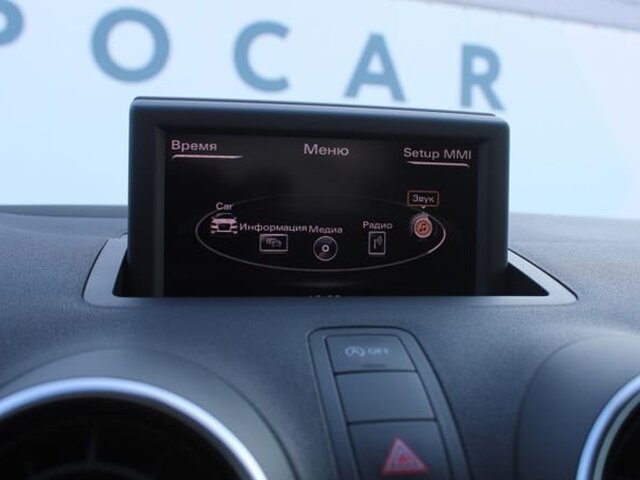 POCAR
Время
Меню
Setup MMI
Car
Информация
Медиа
Радио
Звук
OFF